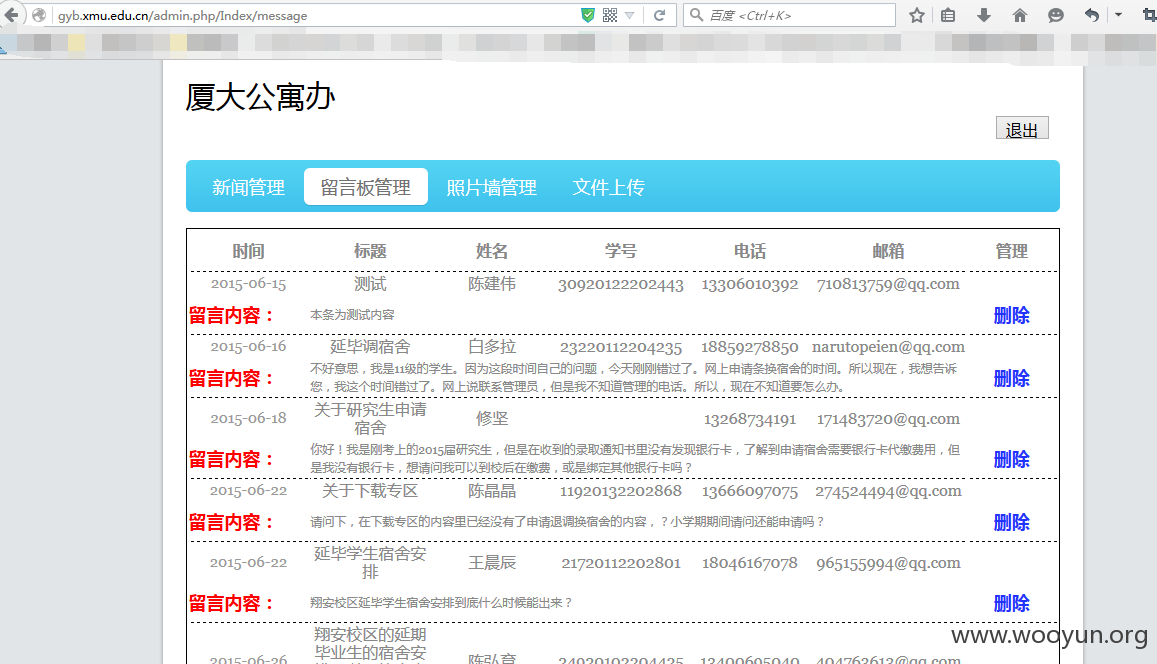 gyb.xmu.edu.cn/admin.php/Index/message
百度 <Ctrl+K>
厦大公寓办
退出
新闻管理 留言板管理 照片墙管理 文件上传
时间 标题 姓名 学号 电话 邮箱 管理
2015-06-15 测试 陈建伟 30920122202443 13306010392 710813759@qq.com
留言内容： 本条为测试内容 删除
2015-06-16 延毕调宿舍 白多拉 23220112204235 18859278850 narutopeien@qq.com
留言内容： 不好意思，我是11级的学生。因为这段时间自己的问题，今天刚刚错过了。网上申请条换宿舍的时间。所以现在，我想告诉
您，我这个时间错过了。网上说联系管理员，但是我不知道管理的电话。所以，现在不知道要怎么办。 删除
2015-06-18 关于研究生申请
宿舍 修坚 13268734191 171483720@qq.com
留言内容： 你好！我是刚考上的2015届研究生，但是在收到的录取通知书里没有发现银行卡，了解到申请宿舍需要银行卡代缴费用，但
是我没有银行卡，想请问我可以到校后在缴费，或是绑定其他银行卡吗？ 删除
2015-06-22 关于下载专区 陈晶晶 11920132202868 13666097075 274524494@qq.com
留言内容： 请问下，在下载专区的内容里已经没有了申请退调换宿舍的内容，？小学期期间请问还能申请吗？ 删除
2015-06-22 延毕学生宿舍安
排 王晨辰 21720112202801 18046167078 965155994@qq.com
留言内容： 翔安校区延毕学生宿舍安排到底什么时候能出来？ 删除
翔安校区的延期
毕业生的宿舍安
2015-06-26
www.wooyun.org